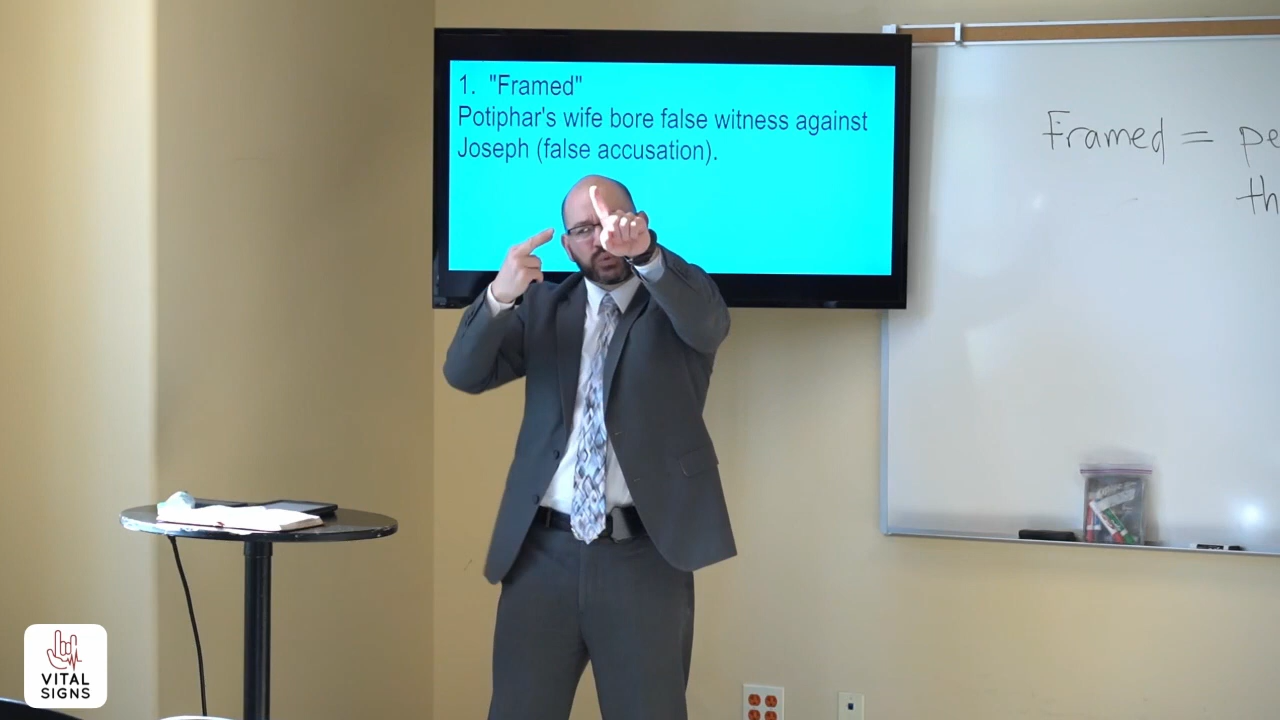 1. "Framed"
Potiphar's wife bore false witness against
Joseph (false accusation).
Framed =
VITAL
SIGNS